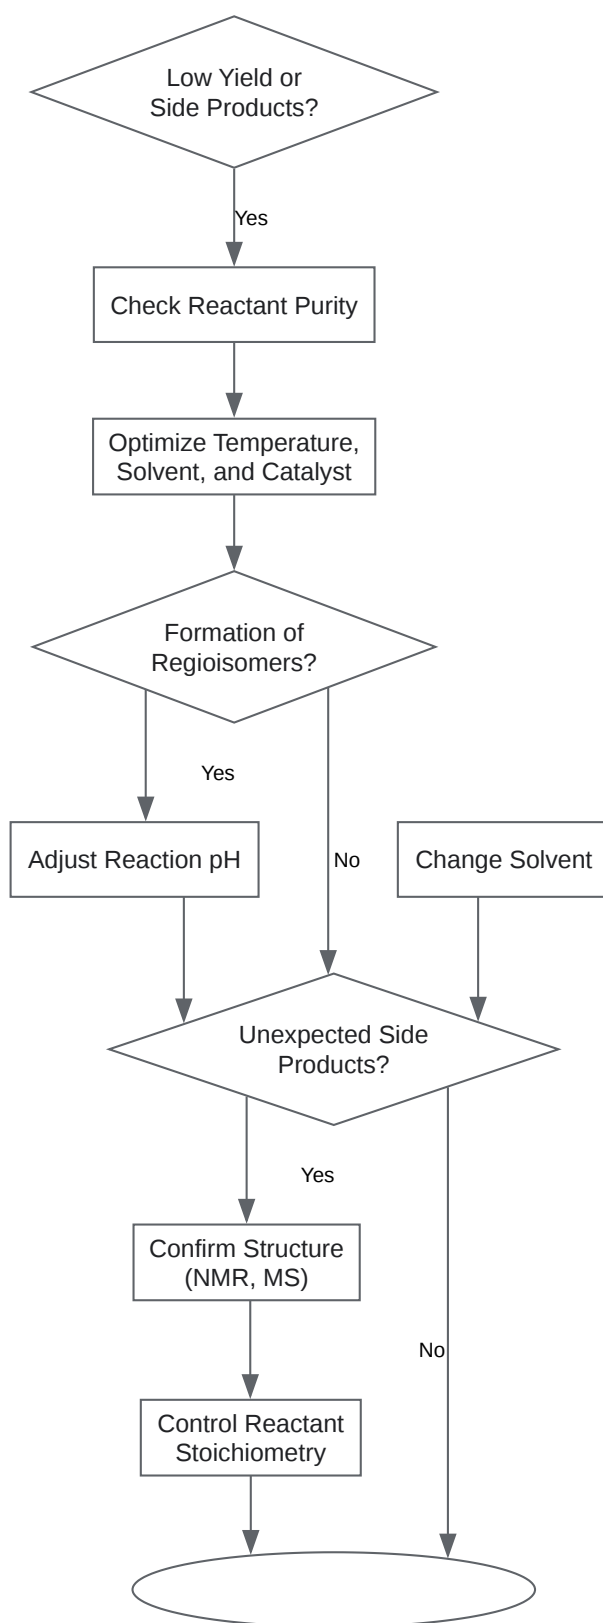 Low Yield or
Side Products?
Yes
Check Reactant Purity
Optimize Temperature,
Solvent, and Catalyst
Formation of
Regioisomers?
Yes
Adjust Reaction pH
No
Change Solvent
Unexpected Side
Products?
Yes
Confirm Structure
(NMR, MS)
No
Control Reactant
Stoichiometry